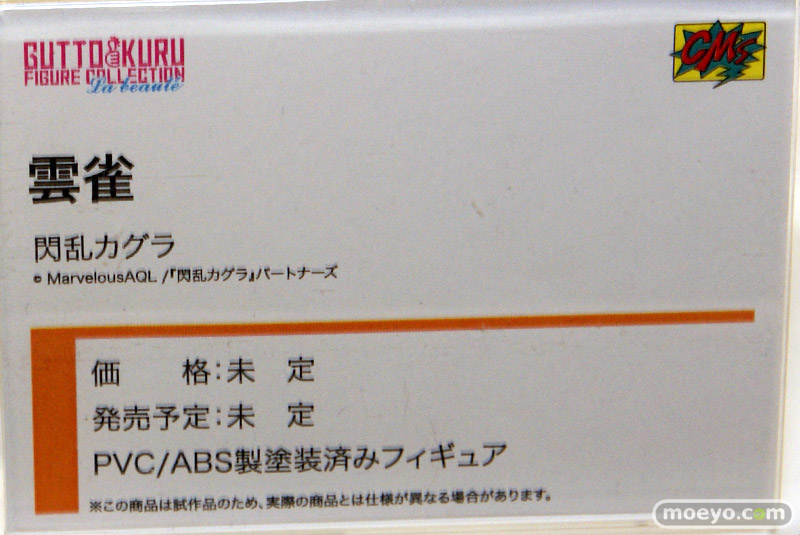 GUTTO KURU
FIGURE COLLECTION
La beauté
CMs
雲雀
閃乱カグラ
© MarvelousAQL /『閃乱カグラ』パートナーズ
価　　格:未　定
発売予定:未　定
PVC/ABS製塗装済みフィギュア
※この商品は試作品のため、実際の商品とは仕様が異なる場合があります。
moeyo.com